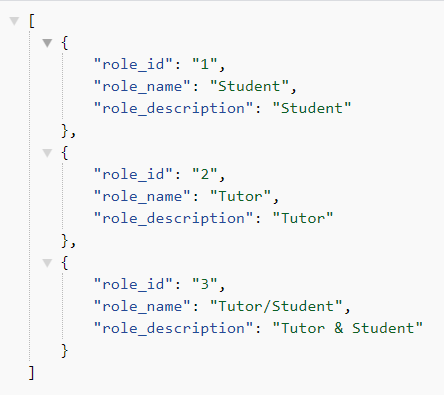 [
{
"role_id": "1",
"role_name": "Student",
"role_description": "Student"
},
{
"role_id": "2",
"role_name": "Tutor",
"role_description": "Tutor"
},
{
"role_id": "3",
"role_name": "Tutor/Student",
"role_description": "Tutor & Student"
}
]